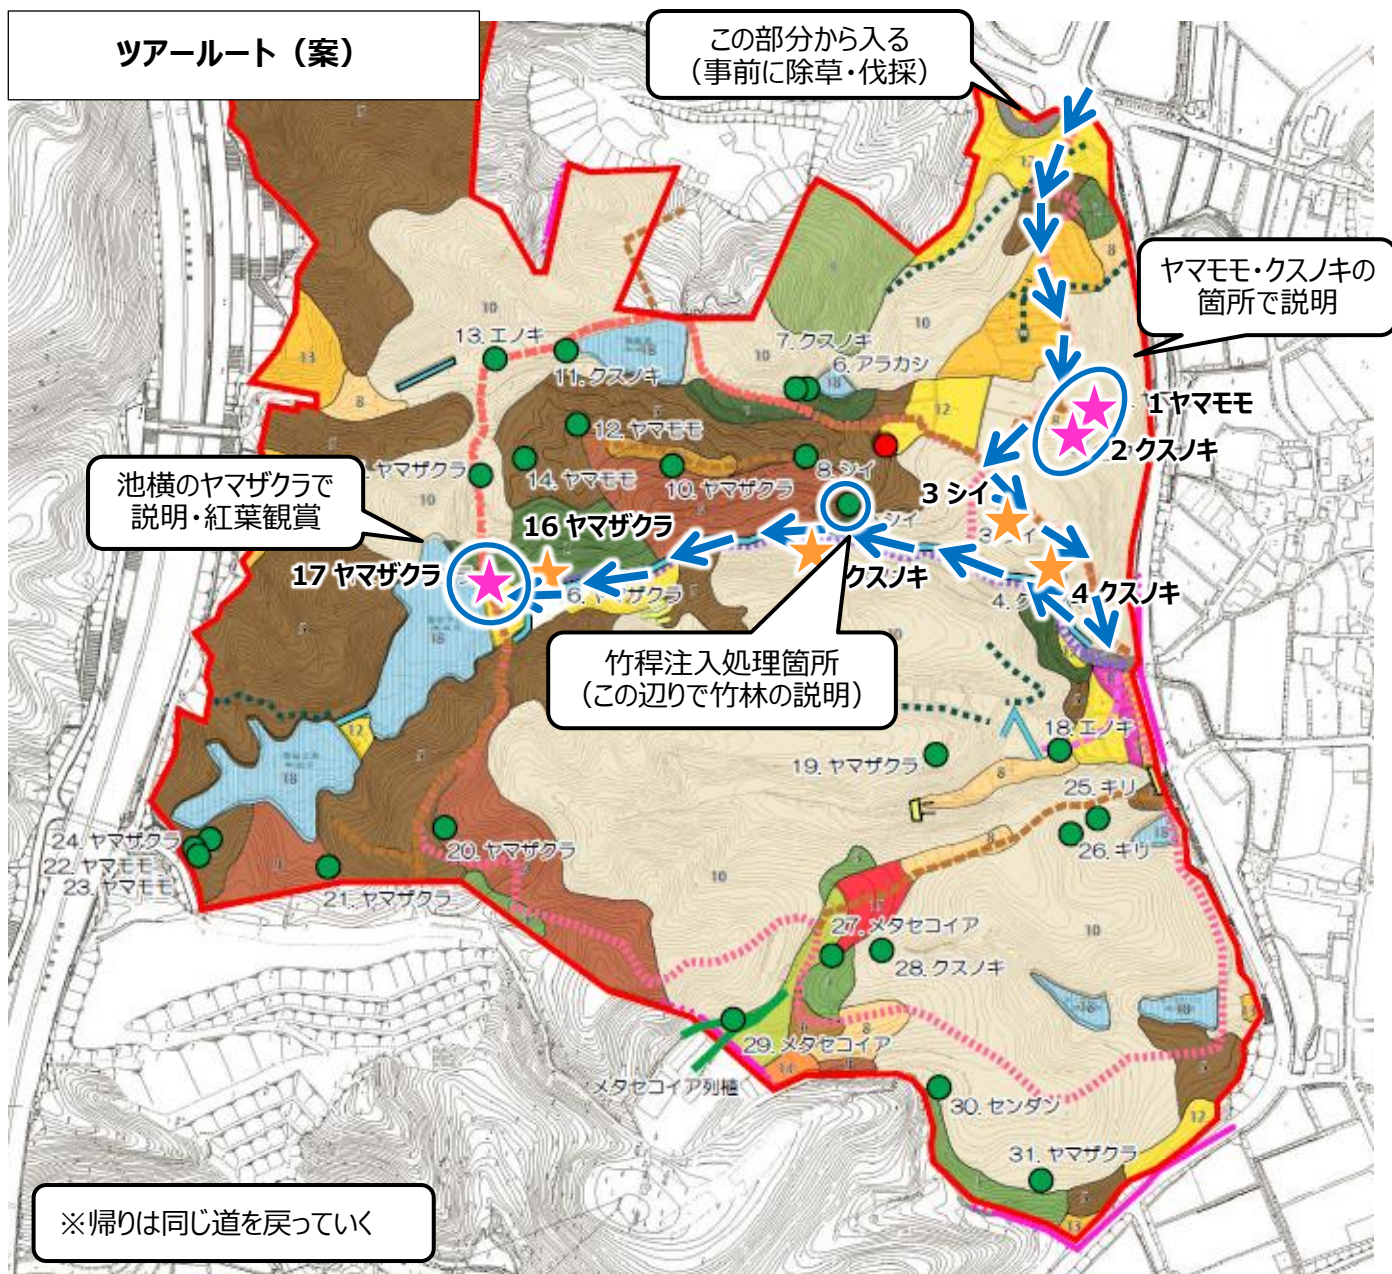 ツアールート（案）
この部分から入る
（事前に除草・伐採）
ヤマモモ・クスノキの
箇所で説明
1 ヤマモモ
2 クスノキ
7. クスノキ
6. アラカシ
13. エノキ
11. クスノキ
12. ヤマモモ
14. ヤマモモ
10. ヤマザクラ
8. シイ
3 シイ
ヤマザクラ
池横のヤマザクラで
説明・紅葉観賞
16 ヤマザクラ
17 ヤマザクラ
クスノキ
4 クスノキ
竹稈注入処理箇所
（この辺りで竹林の説明）
18. エノキ
19. ヤマザクラ
25. キリ
26. キリ
24. ヤマザクラ
22. ヤマモモ
23. ヤマモモ
20. ヤマザクラ
21. ヤマザクラ
27. メタセコイア
28. クスノキ
29. メタセコイア
メタセコイア列植
30. センダン
31. ヤマザクラ
※帰りは同じ道を戻っていく